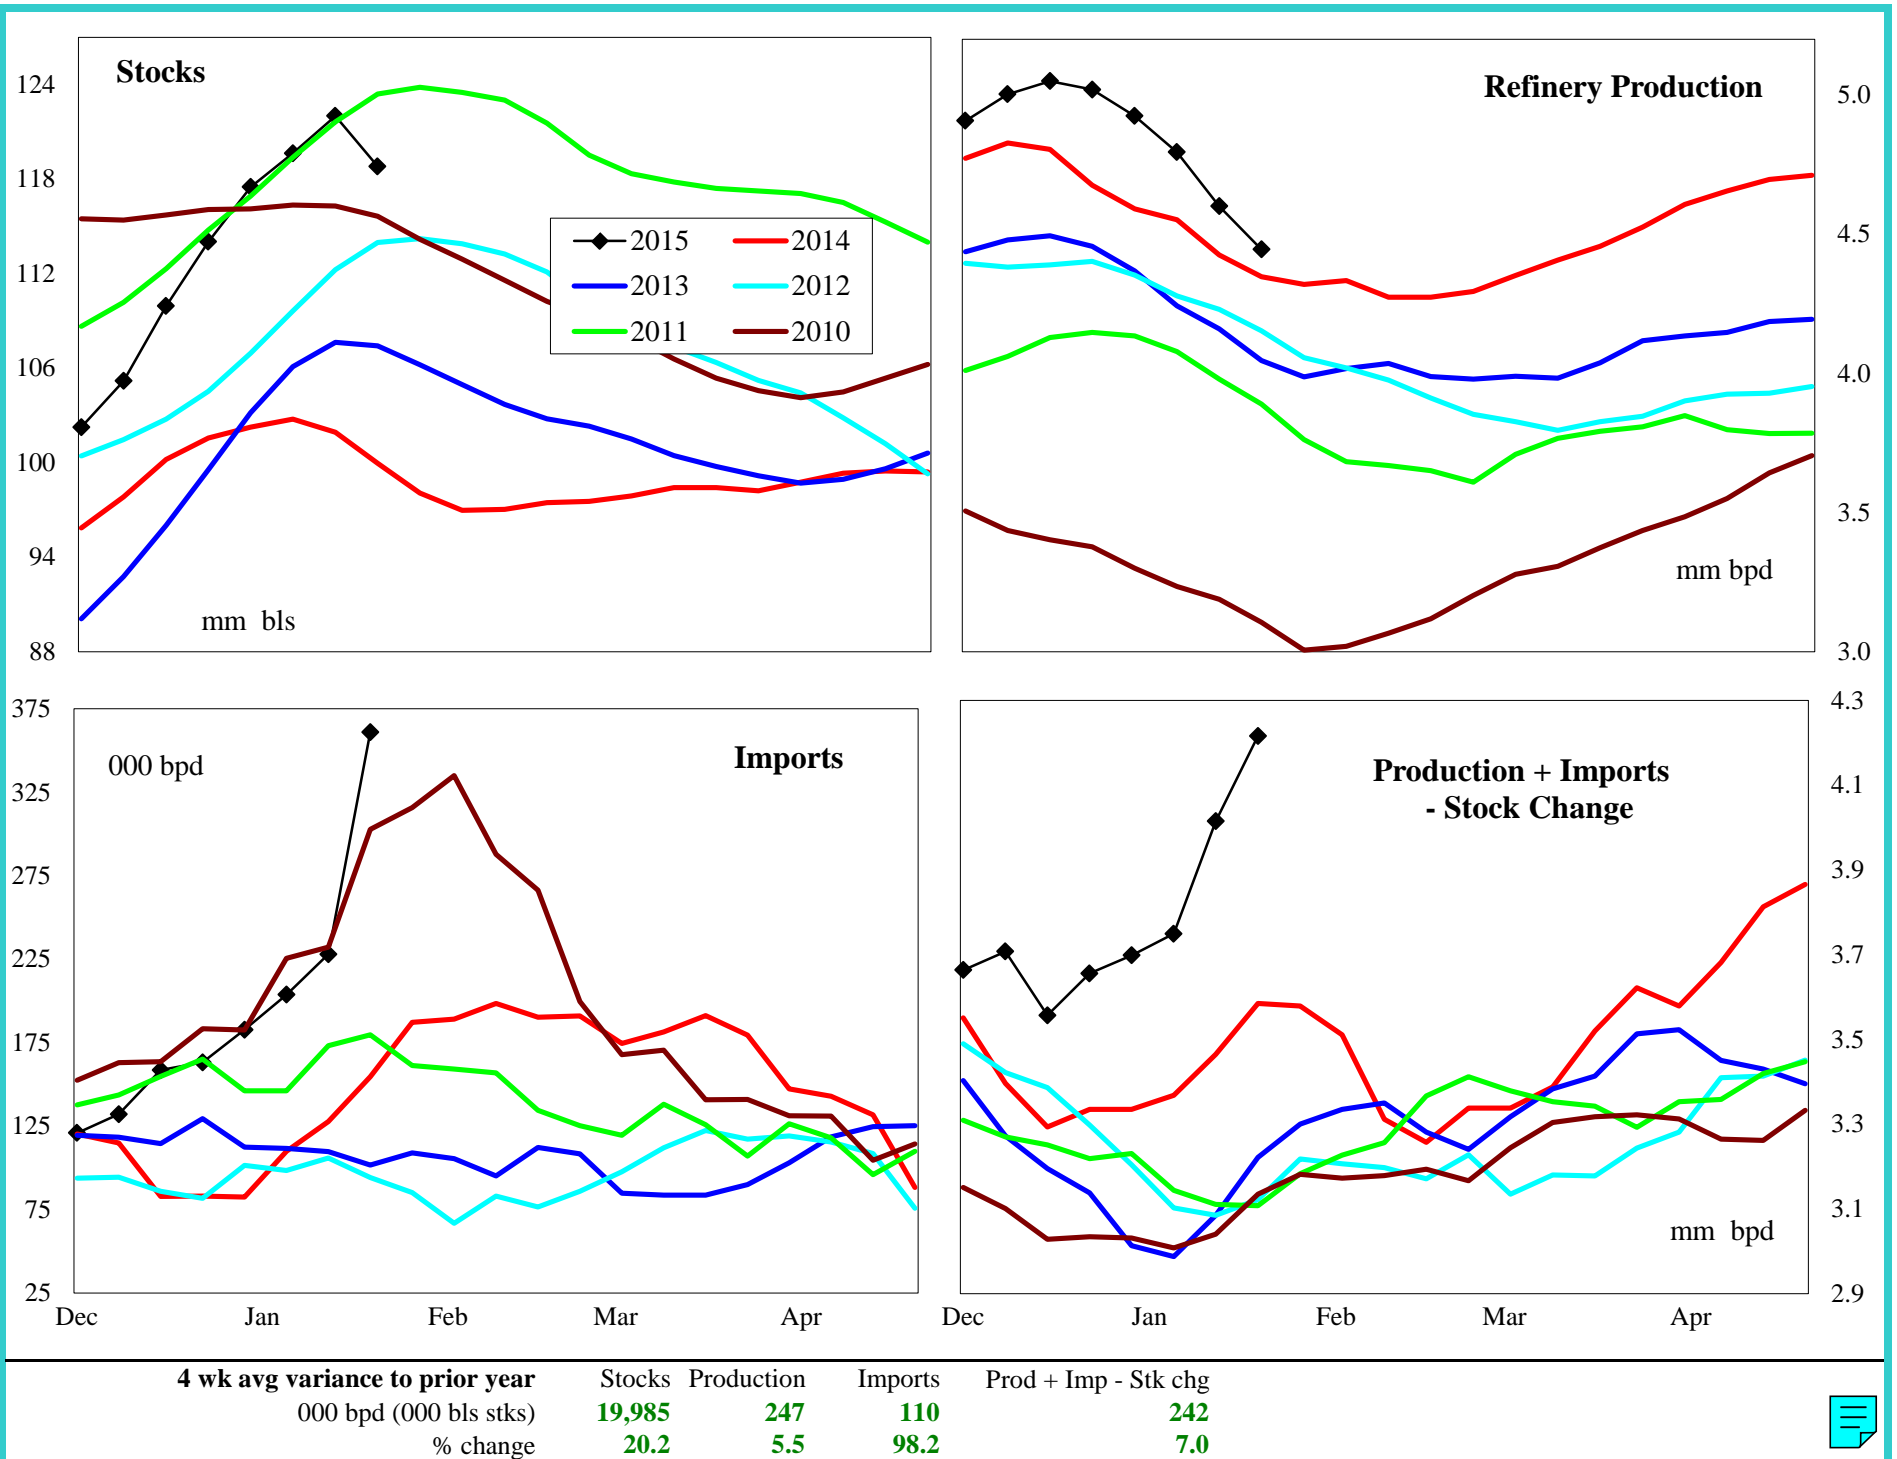 Stocks
124
118
112
106
100
94
88
mm bls
2015 2014
2013 2012
2011 2010
Refinery Production
5.0
4.5
4.0
3.5
3.0
mm bpd
375
325
275
225
175
125
75
25
000 bpd
Imports
Dec Jan Feb Mar Apr
Production + Imports
- Stock Change
4.3
4.1
3.9
3.7
3.5
3.3
3.1
2.9
mm bpd
Dec Jan Feb Mar Apr
4 wk avg variance to prior year Stocks Production Imports Prod + Imp - Stk chg
000 bpd (000 bls stks) 19,985 247 110 242
% change 20.2 5.5 98.2 7.0